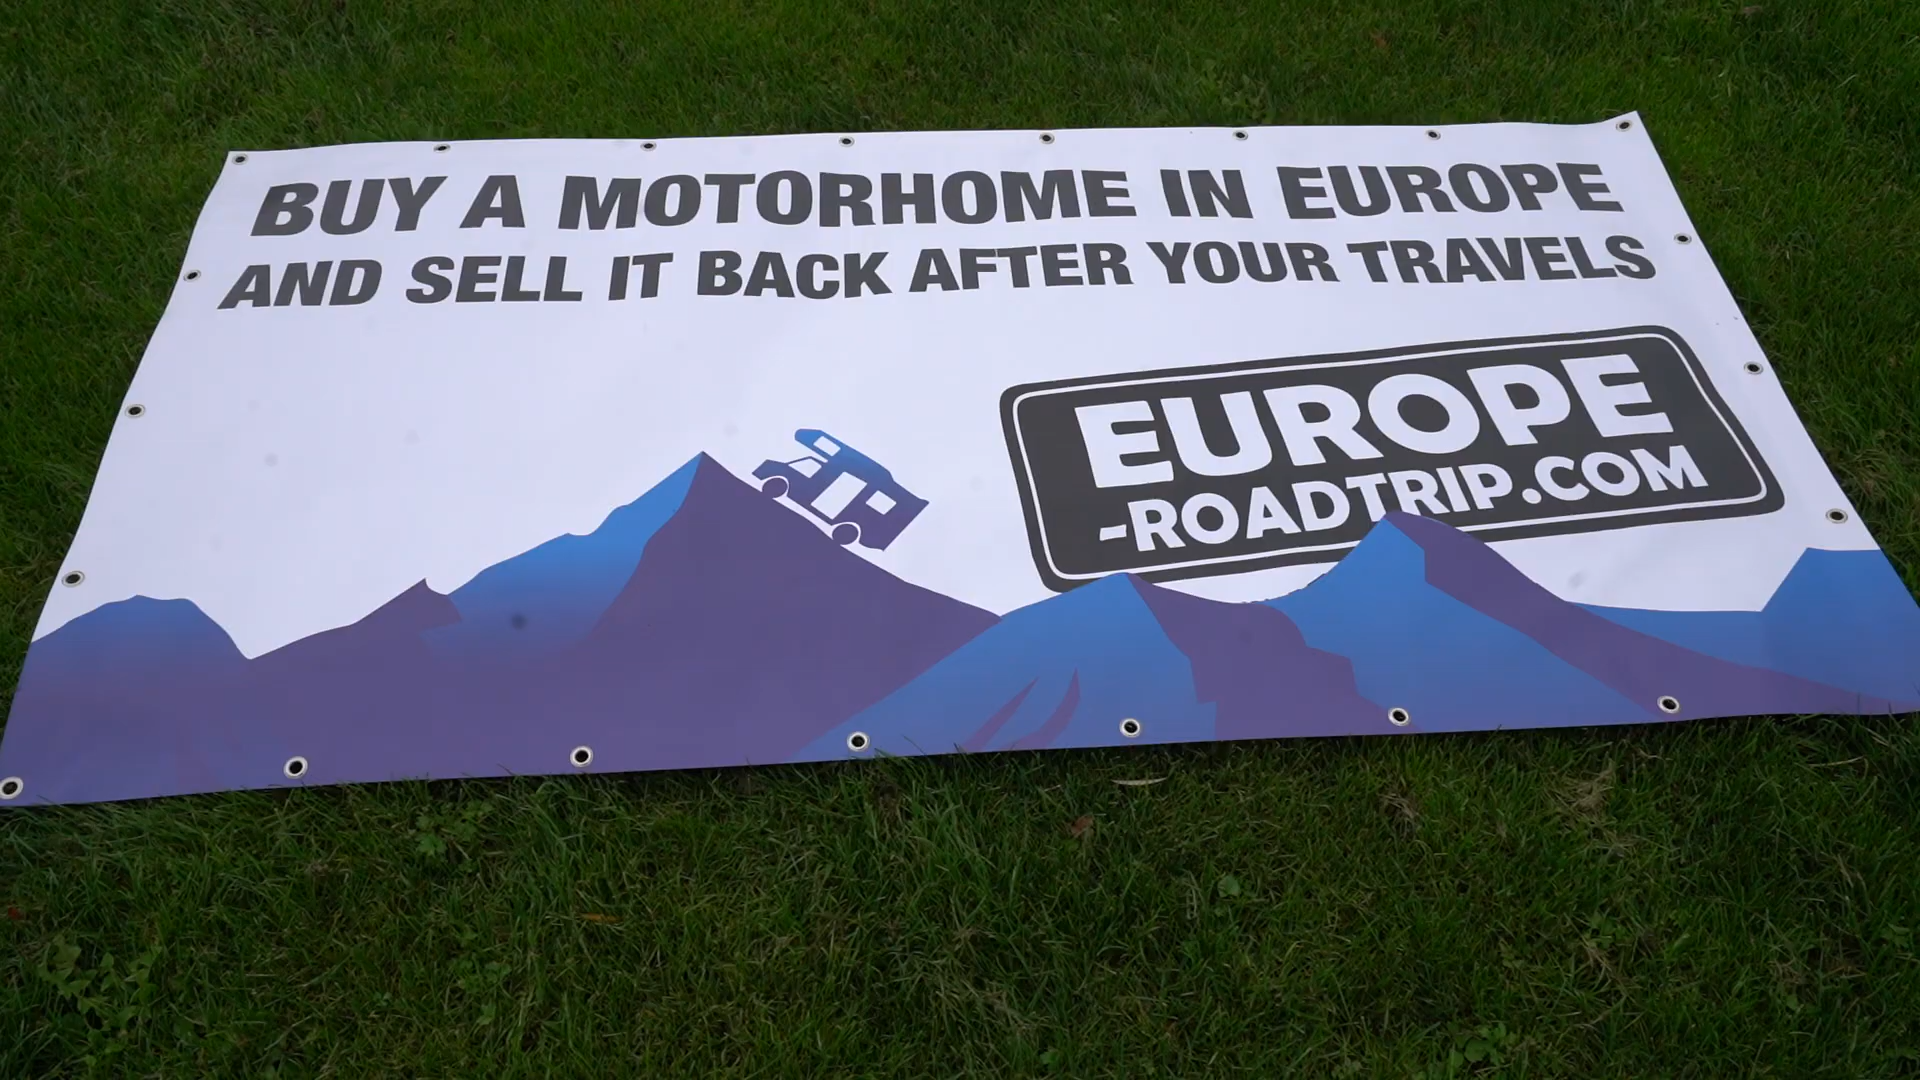 BUY A MOTORHOME IN EUROPE
AND SELL IT BACK AFTER YOUR TRAVELS
EUROPE
-ROADTRIP.COM